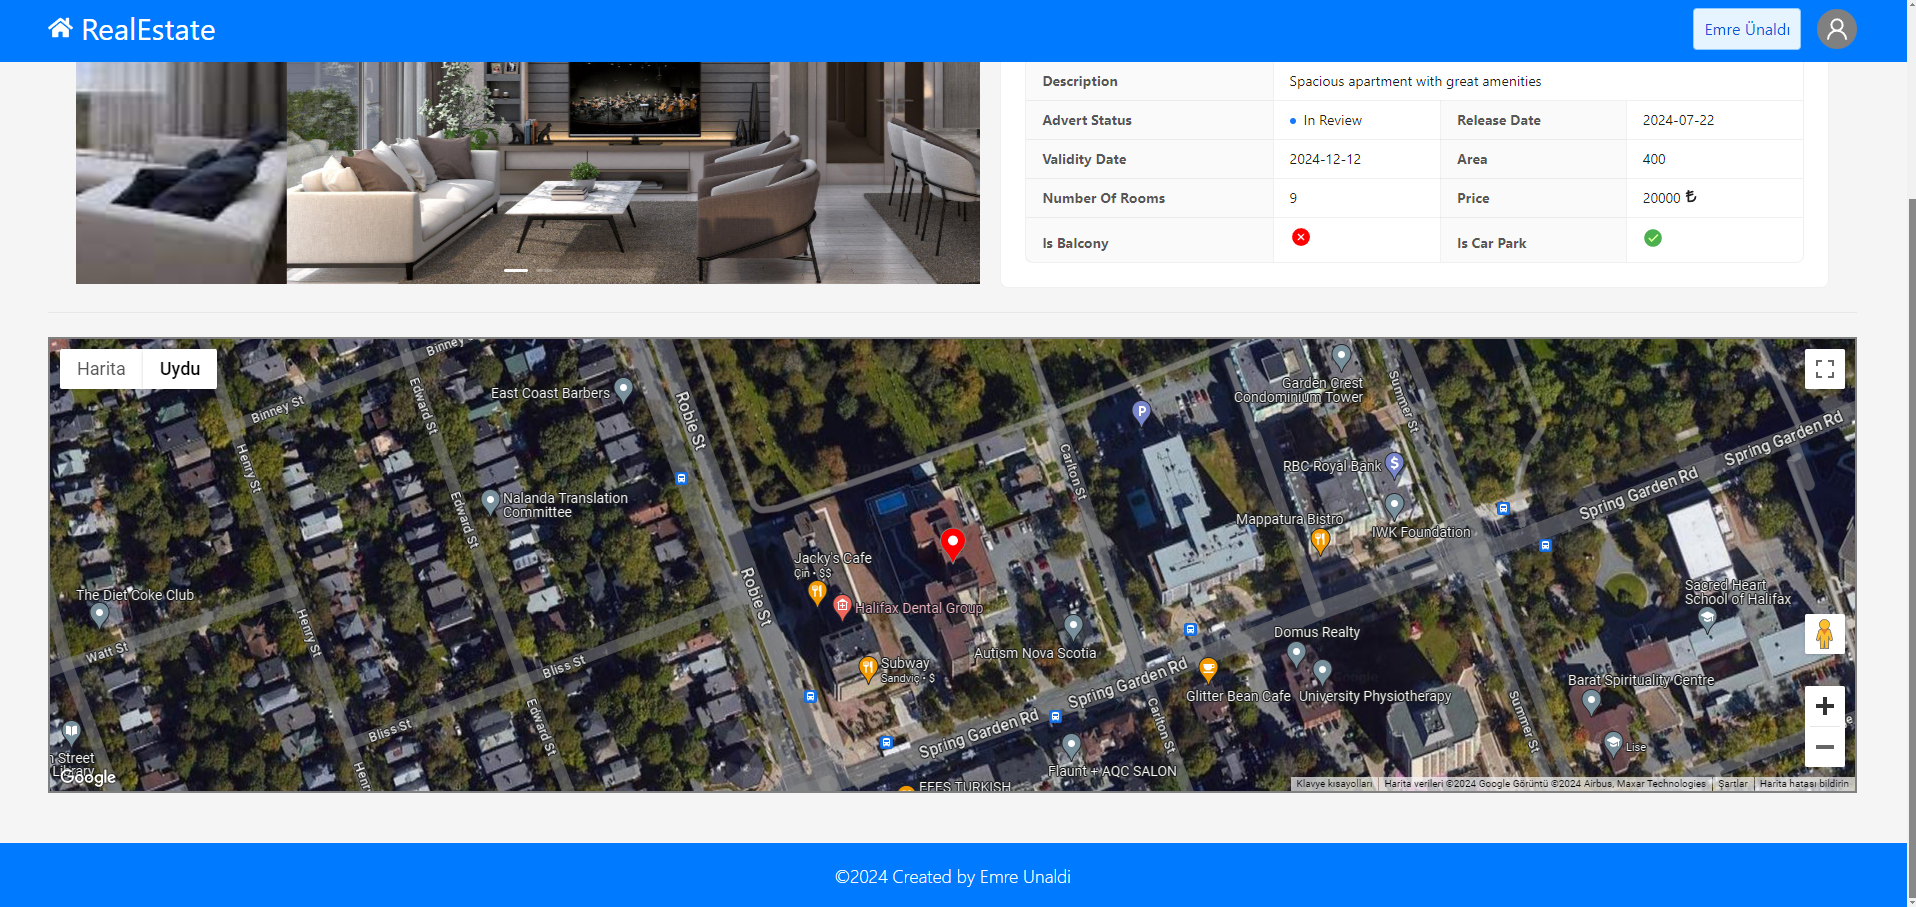 RealEstate
Emre Ünaldı
Description Spacious apartment with great amenities
Advert Status In Review Release Date 2024-07-22
Validity Date 2024-12-12 Area 400
Number Of Rooms 9 Price 20000 ₺
Is Balcony Is Car Park
Harita Uydu
Binney St
Binney St
Edward St
East Coast Barbers
Robie St
Garden Crest
Condominium Tower
Summer St
P
Spring Garden Rd
Henry St
Carlton St
RBC Royal Bank
Spring Garden Rd
Edward St
Nalanda Translation
Committee
Mappatura Bistro
IWK Foundation
Jacky's Cafe
Çin • $$
Robie St
The Diet Coke Club
Halifax Dental Group
Sacred Heart
School of Halifax
Henry St
Watt St
Domus Realty
Autism Nova Scotia
Bliss St
Subway
Sandviç • $
Spring Garden Rd
Glitter Bean Cafe
University Physiotherapy
Barat Spirituality Centre
Edward St
Carlton St
Summer St
Bliss St
Spring Garden Rd
Lise
Street
Library
Google
Flaunt + AQC SALON
EFES TURKISH
Klavye kısayolları Harita verileri ©2024 Google Görüntü ©2024 Airbus, Maxar Technologies Şartlar Harita hatası bildirin
©2024 Created by Emre Unaldi